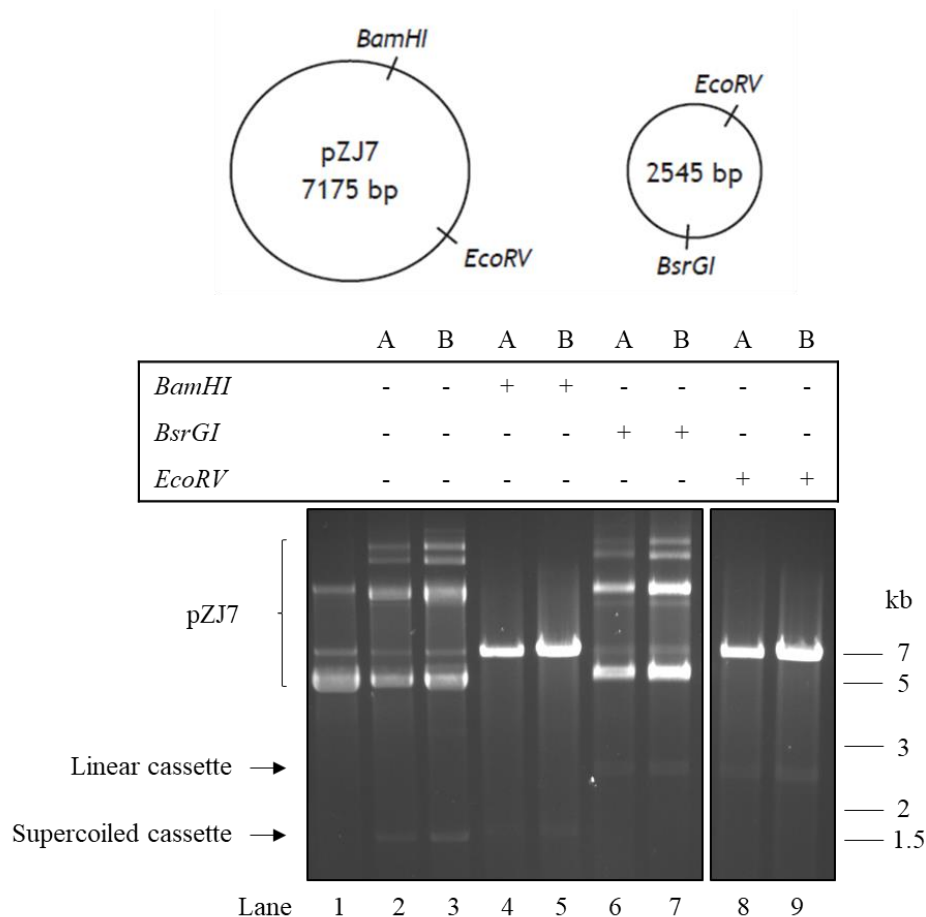 BamHI
pZJ7
7175 bp
EcoRV
EcoRV
2545 bp
BsrGI
A B A B A B A B
BamHI - - + + - - - -
BsrGI - - - - + + - -
EcoRV - - - - - - + +
pZJ7
Linear cassette
Supercoiled cassette
kb
7
5
3
2
1.5
Lane 1 2 3 4 5 6 7 8 9